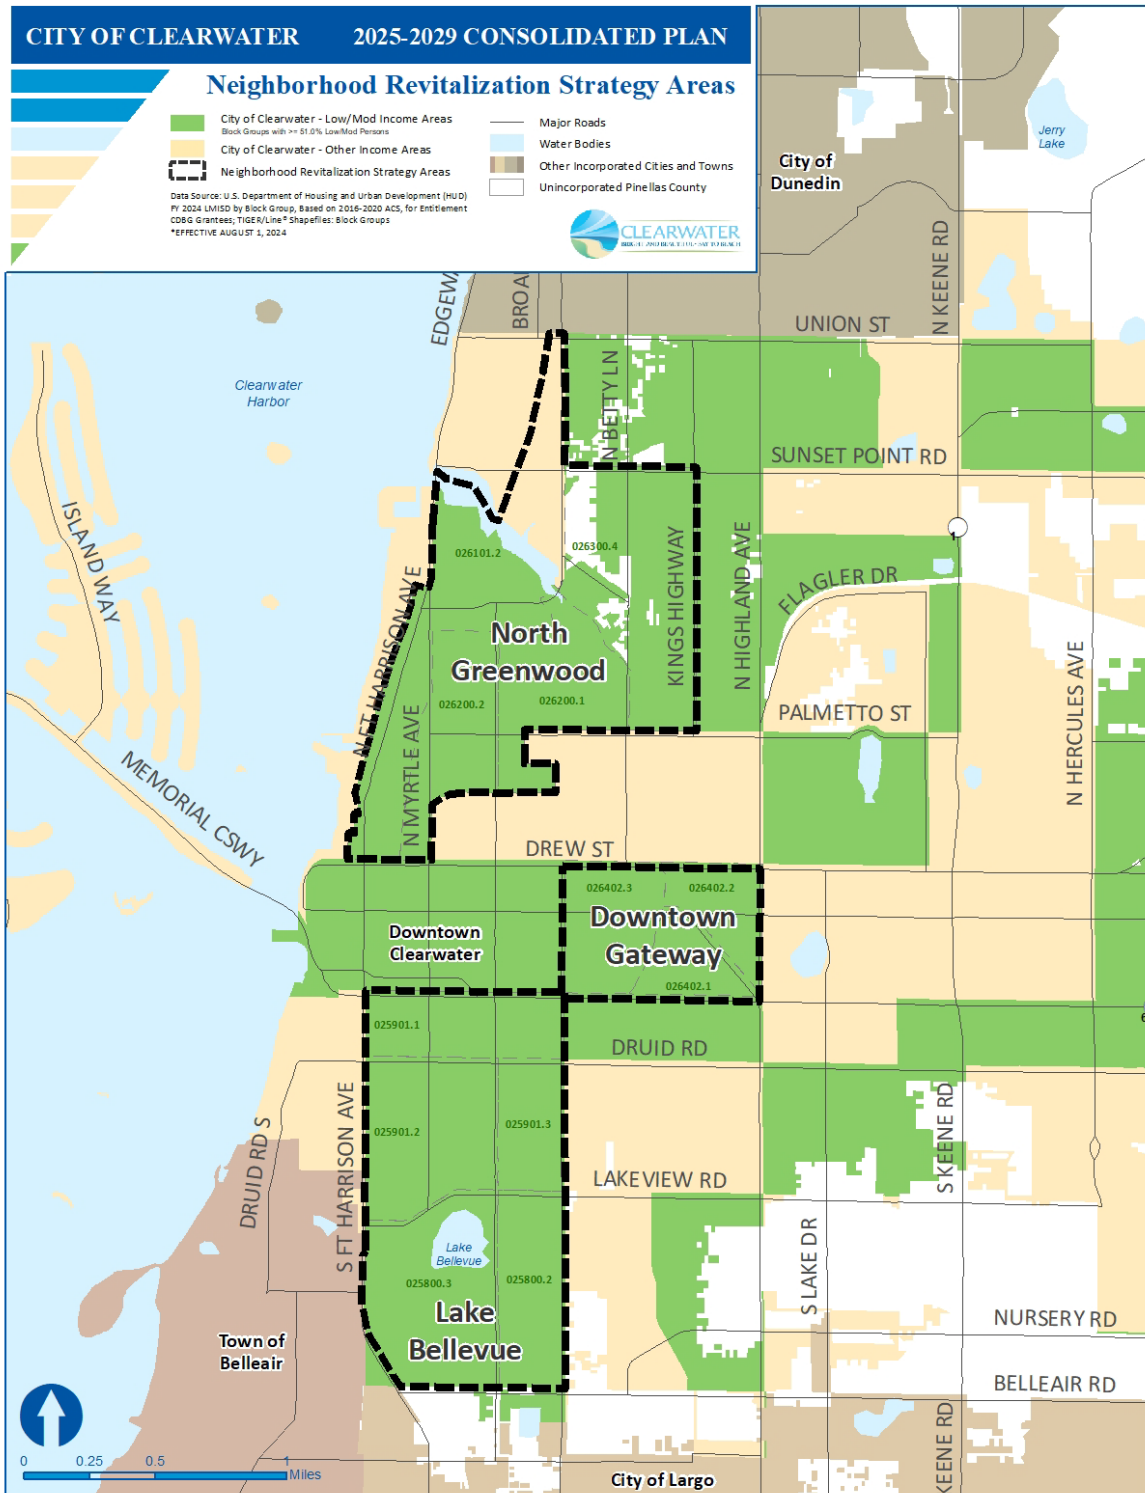 CITY OF CLEARWATER 2025-2029 CONSOLIDATED PLAN
Neighborhood Revitalization Strategy Areas
City of Clearwater - Low/Mod Income Areas
Block Groups with >= 51.0% Low/Mod Persons
City of Clearwater - Other Income Areas
Neighborhood Revitalization Strategy Areas
Major Roads
Water Bodies
Other Incorporated Cities and Towns
Unincorporated Pinellas County
Data Source: U.S. Department of Housing and Urban Development (HUD)
FY 2024 LMISD by Block Group, Based on 2016-2020 ACS, for Entitlement
CDBG Grantees; TIGER/Line® Shapefiles: Block Groups
*EFFECTIVE AUGUST 1, 2024
CLEARWATER
BRIGHT AND BEAUTIFUL · BAY TO BEACH
City of
Dunedin
Jerry
Lake
N KEENE RD
EDGEWA
BROA
UNION ST
Clearwater
Harbor
N BETTY LN
SUNSET POINT RD
ISLAND WAY
1
026101.2
026300.4
KINGS HIGHWAY
N HIGHLAND AVE
FLAGLER DR
N FT HARRISON AVE
North
Greenwood
026200.2
026200.1
N MYRTLE AVE
PALMETTO ST
N HERCULES AVE
MEMORIAL CSWY
DREW ST
026402.3
026402.2
Downtown
Gateway
026402.1
Downtown
Clearwater
6
025901.1
DRUID RD
025901.2
025901.3
S FT HARRISON AVE
DRUID RD S
S KEENE RD
LAKEVIEW RD
Lake
Bellevue
025800.3
025800.2
S LAKE DR
Lake
Bellevue
NURSERY RD
Town of
Belleair
BELLEAIR RD
KEENE RD
0 0.25 0.5 1
Miles
City of Largo